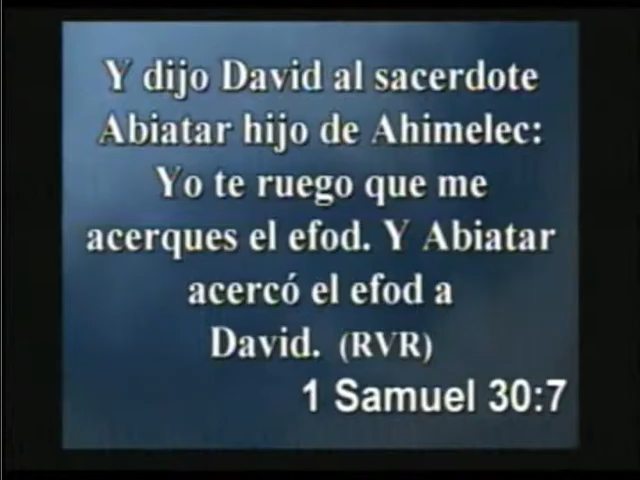 Y dijo David al sacerdote
Abiatar hijo de Ahimelec:
Yo te ruego que me
acerques el efod. Y Abiatar
acercó el efod a
David. (RVR)
1 Samuel 30:7